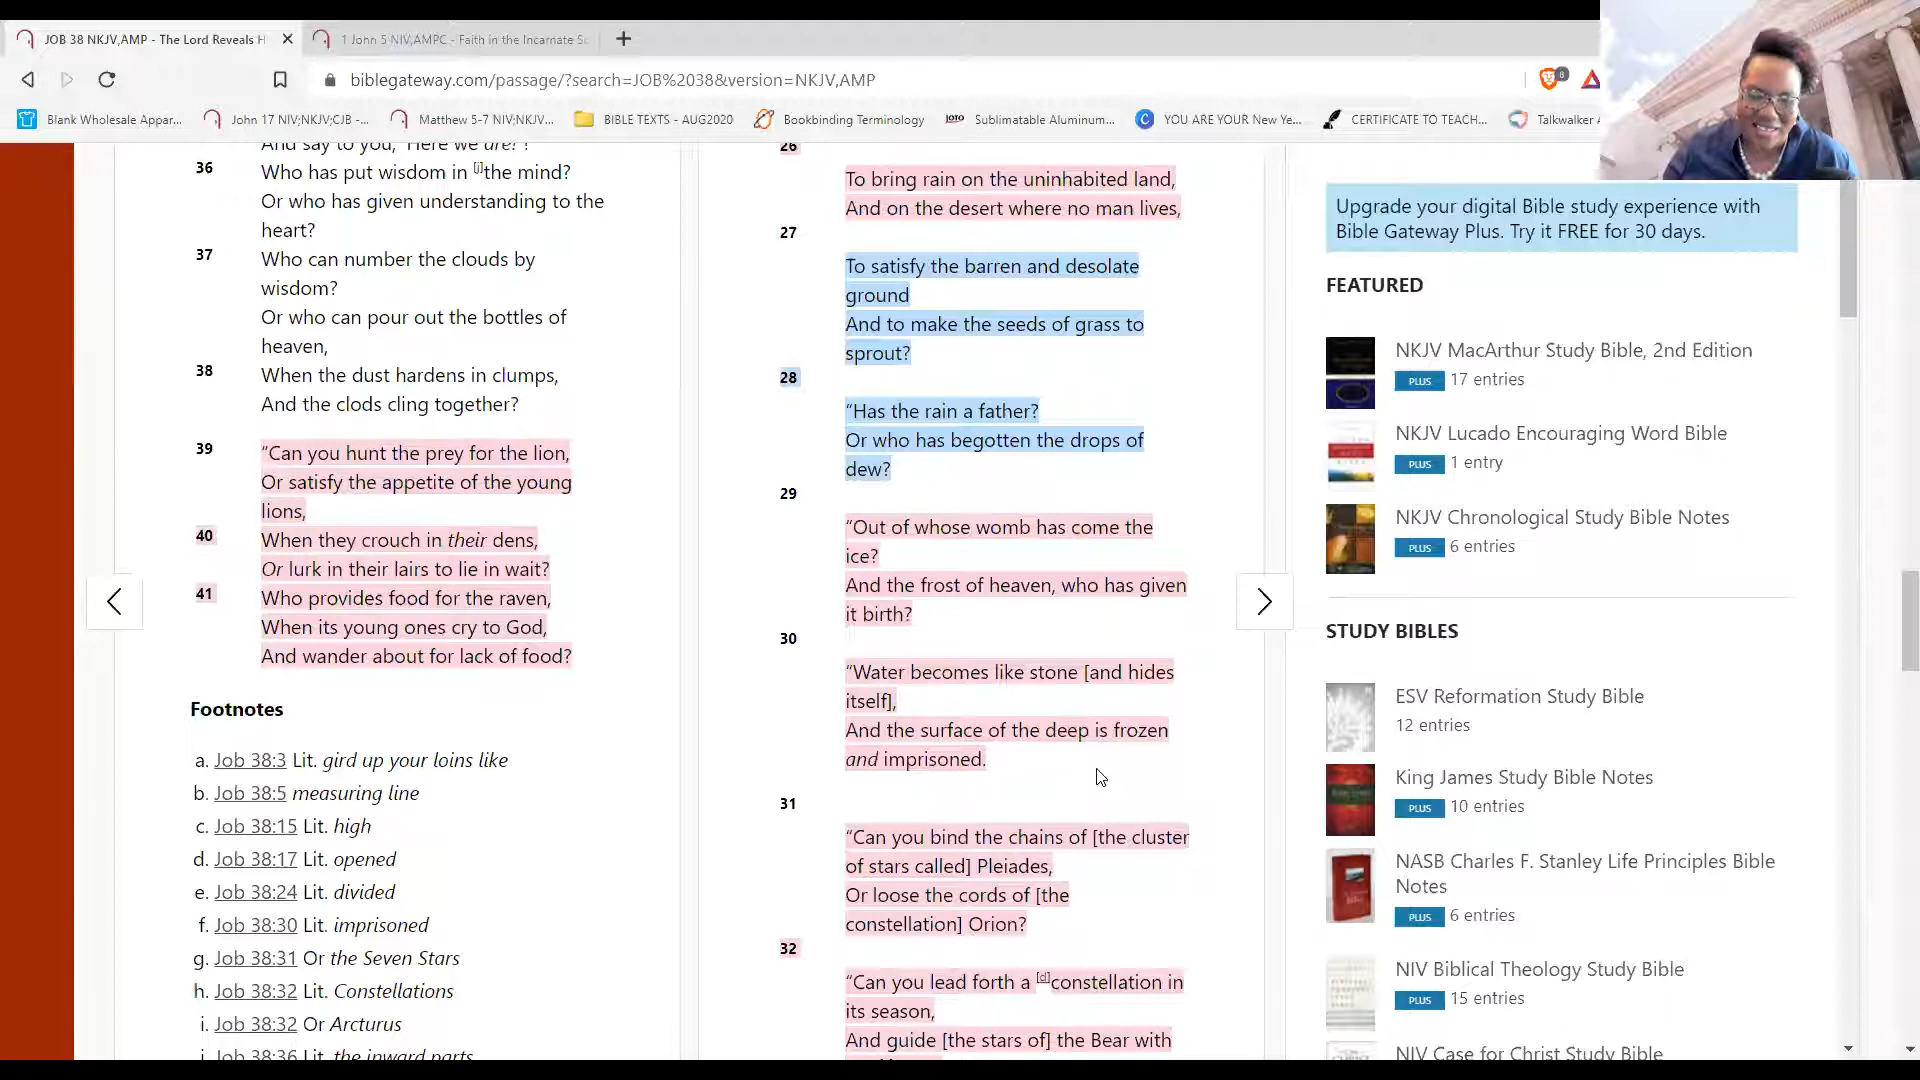 JOB 38 NKJV,AMP - The Lord Reveals H
1 John 5 NIV,AMPC - Faith in the Incarnate S
biblegateway.com/passage/?search=JOB%2038&version=NKJV,AMP
8
Blank Wholesale Appar...
John 17 NIV;NKJV;CJB -...
Matthew 5-7 NIV;NKJV...
BIBLE TEXTS - AUG2020
Bookbinding Terminology
Sublimatable Aluminum...
YOU ARE YOUR New Ye...
CERTIFICATE TO TEACH...
Talkwalker
And say to you, 'Here we are!'?
36 Who has put wisdom in [j]the mind?
Or who has given understanding to the
heart?
37 Who can number the clouds by
wisdom?
Or who can pour out the bottles of
heaven,
38 When the dust hardens in clumps,
And the clods cling together?
39 “Can you hunt the prey for the lion,
Or satisfy the appetite of the young
lions,
40 When they crouch in their dens,
Or lurk in their lairs to lie in wait?
41 Who provides food for the raven,
When its young ones cry to God,
And wander about for lack of food?
Footnotes
a. Job 38:3 Lit. gird up your loins like
b. Job 38:5 measuring line
c. Job 38:15 Lit. high
d. Job 38:17 Lit. opened
e. Job 38:24 Lit. divided
f. Job 38:30 Lit. imprisoned
g. Job 38:31 Or the Seven Stars
h. Job 38:32 Lit. Constellations
i. Job 38:32 Or Arcturus
j. Job 38:36 Lit. the inward parts
26
To bring rain on the uninhabited land,
And on the desert where no man lives,
27
To satisfy the barren and desolate
ground
And to make the seeds of grass to
sprout?
28
“Has the rain a father?
Or who has begotten the drops of
dew?
29
“Out of whose womb has come the
ice?
And the frost of heaven, who has given
it birth?
30
“Water becomes like stone [and hides
itself],
And the surface of the deep is frozen
and imprisoned.
31
“Can you bind the chains of [the cluster
of stars called] Pleiades,
Or loose the cords of [the
constellation] Orion?
32
“Can you lead forth a [d]constellation in
its season,
And guide [the stars of] the Bear with
Upgrade your digital Bible study experience with
Bible Gateway Plus. Try it FREE for 30 days.
FEATURED
NKJV MacArthur Study Bible, 2nd Edition
PLUS 17 entries
NKJV Lucado Encouraging Word Bible
PLUS 1 entry
NKJV Chronological Study Bible Notes
PLUS 6 entries
STUDY BIBLES
ESV Reformation Study Bible
12 entries
King James Study Bible Notes
PLUS 10 entries
NASB Charles F. Stanley Life Principles Bible
Notes
PLUS 6 entries
NIV Biblical Theology Study Bible
PLUS 15 entries
NIV Case for Christ Study Bible